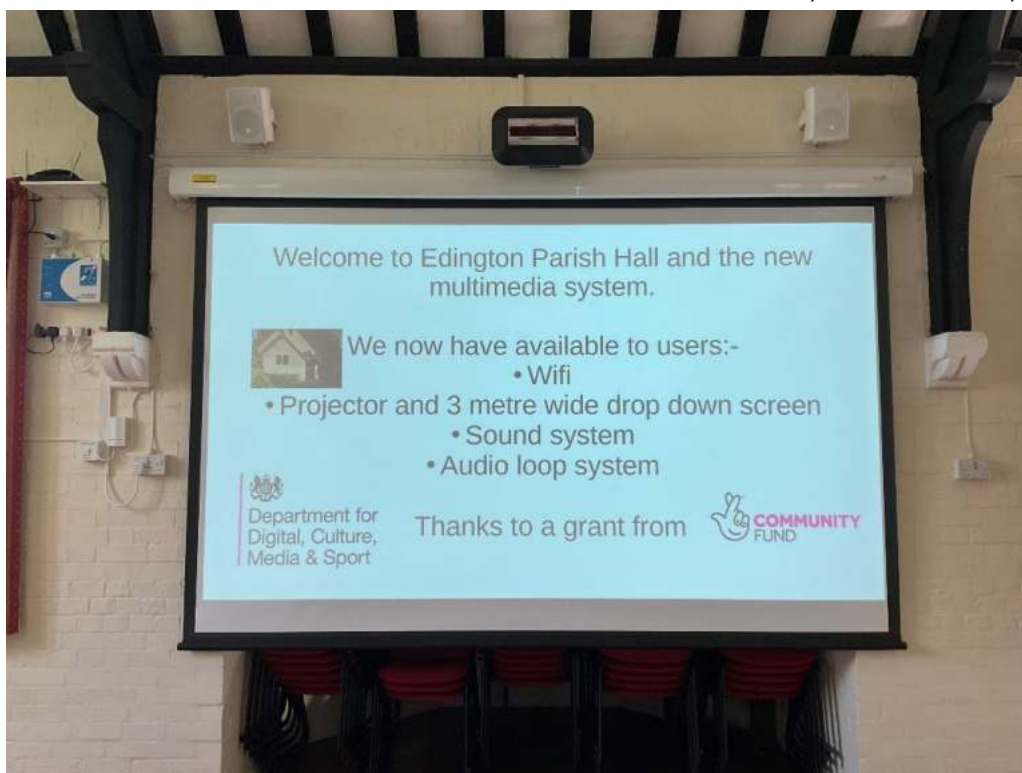 Welcome to Edington Parish Hall and the new
multimedia system.
We now have available to users:-
• Wifi
• Projector and 3 metre wide drop down screen
• Sound system
• Audio loop system
Department for
Digital, Culture,
Media & Sport
Thanks to a grant from
COMMUNITY
FUND